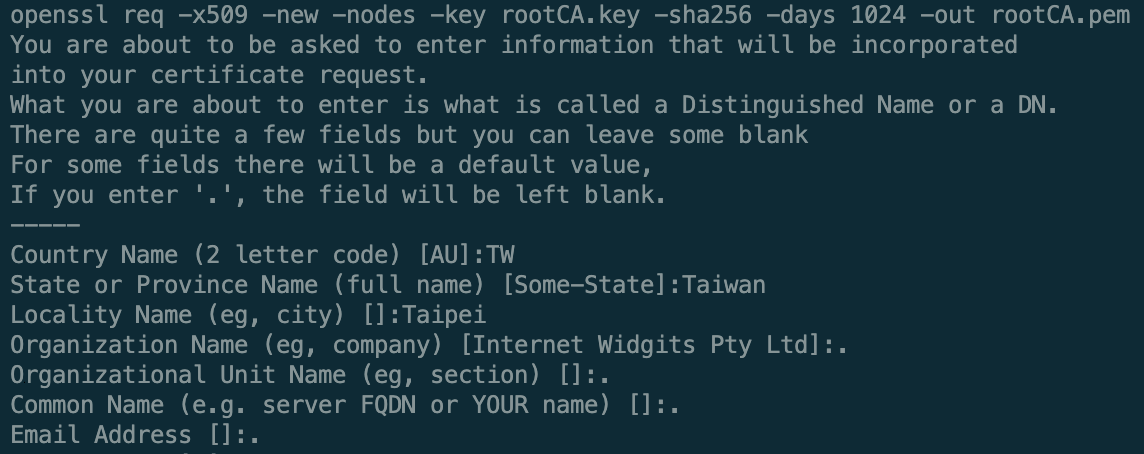 openssl req -x509 -new -nodes -key rootCA.key -sha256 -days 1024 -out rootCA.pem
You are about to be asked to enter information that will be incorporated
into your certificate request.
What you are about to enter is what is called a Distinguished Name or a DN.
There are quite a few fields but you can leave some blank
For some fields there will be a default value,
If you enter '.', the field will be left blank.
-----
Country Name (2 letter code) [AU]:TW
State or Province Name (full name) [Some-State]:Taiwan
Locality Name (eg, city) []:Taipei
Organization Name (eg, company) [Internet Widgits Pty Ltd]:.
Organizational Unit Name (eg, section) []:.
Common Name (e.g. server FQDN or YOUR name) []:.
Email Address []:.